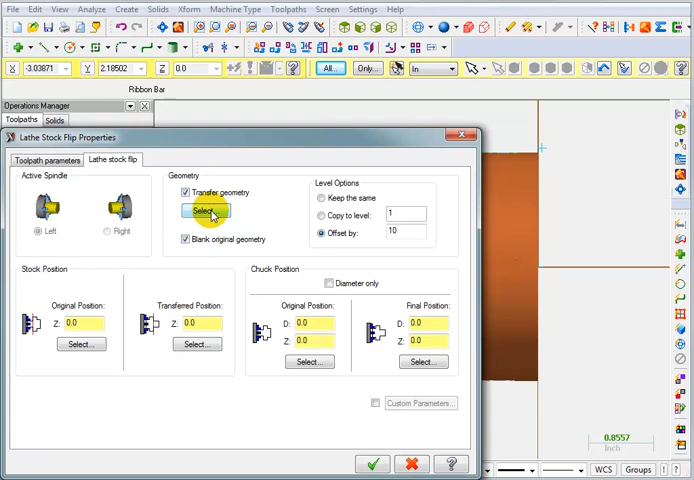 File Edit View Analyze Create Solids Xform Machine Type Toolpaths Screen Settings Help
X -3.03871 Y 2.18502 Z 0.0 All... Only... In
Ribbon Bar
Operations Manager
Toolpaths Solids
Lathe Stock Flip Properties
Toolpath parameters Lathe stock flip
Active Spindle
Left Right
Geometry
Transfer geometry
Select...
Blank original geometry
Level Options
Keep the same
Copy to level: 1
Offset by: 10
Stock Position
Original Position: Transferred Position:
Z: 0.0 Z: 0.0
Select... Select...
Chuck Position
Diameter only
Original Position: Final Position:
D: 0.0 D: 0.0
Z: 0.0 Z: 0.0
Select... Select...
Custom Parameters...
0.8557
Inch
WCS Groups ! ?